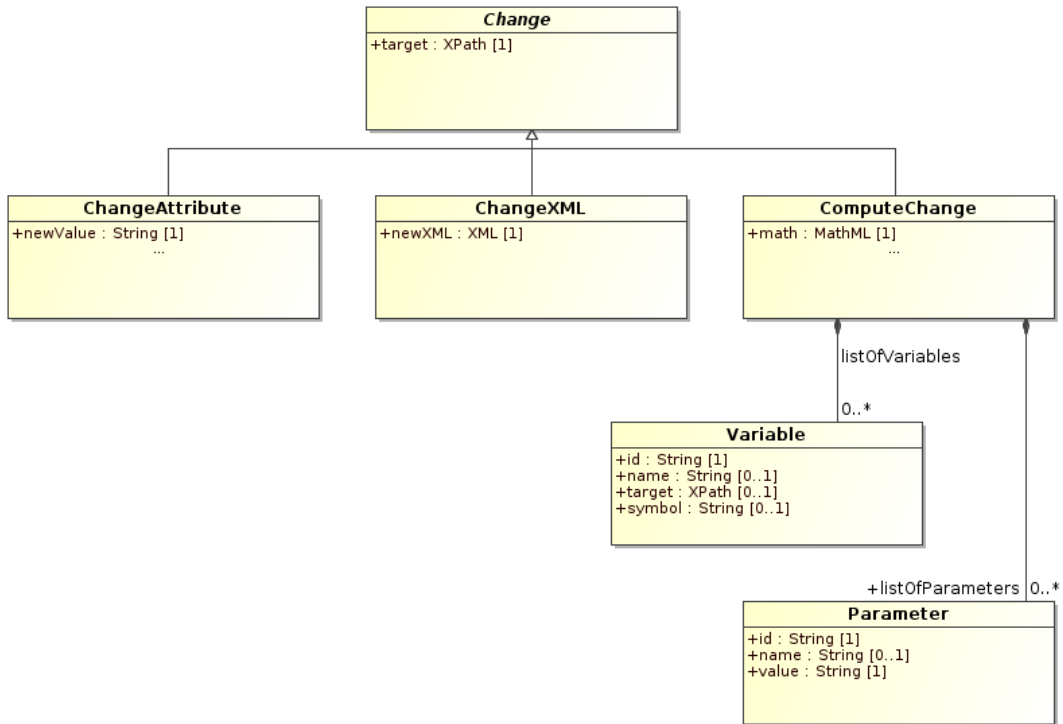 Change
+target : XPath [1]
ChangeAttribute
+newValue : String [1]
...
ChangeXML
+newXML : XML [1]
ComputeChange
+math : MathML [1]
...
listOfVariables
0..*
Variable
+id : String [1]
+name : String [0..1]
+target : XPath [0..1]
+symbol : String [0..1]
+listOfParameters 0..*
Parameter
+id : String [1]
+name : String [0..1]
+value : String [1]